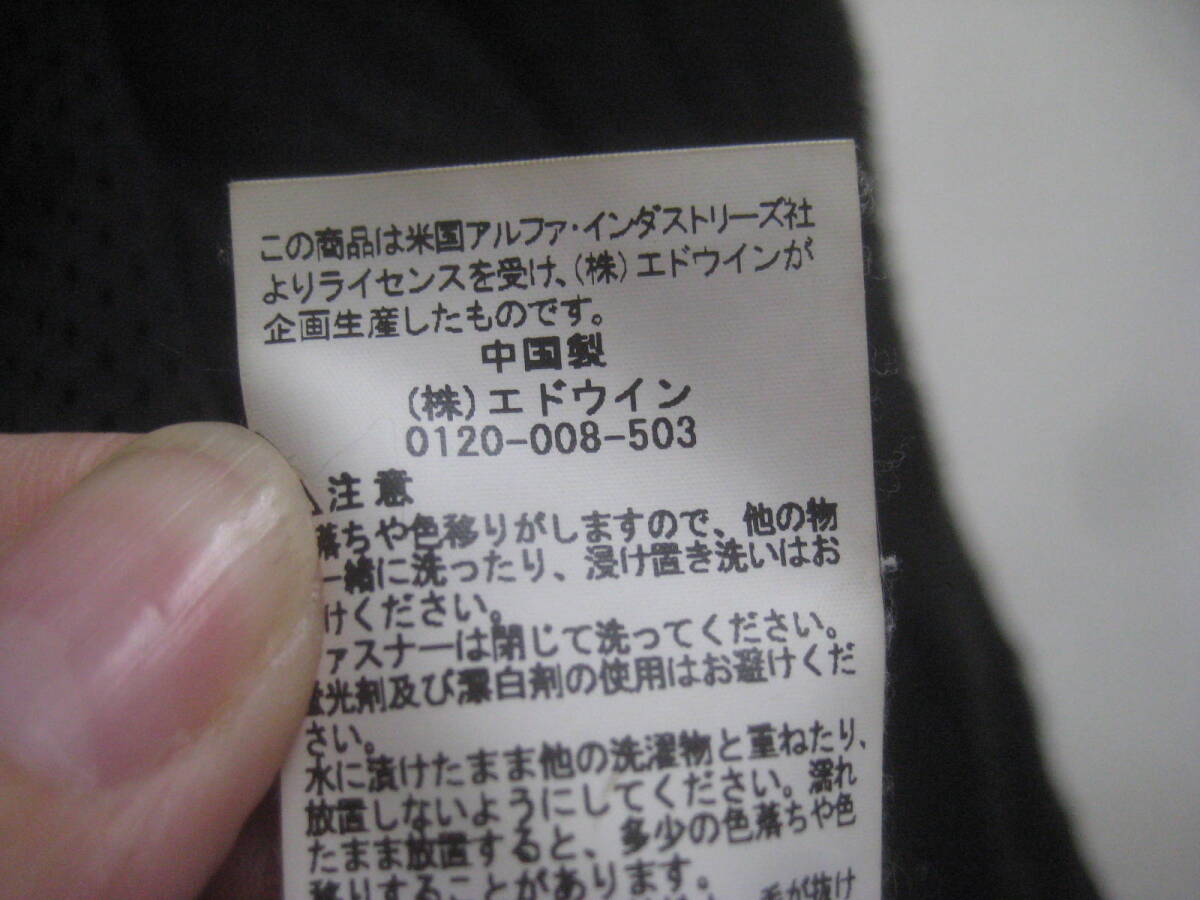 この商品は米国アルファ・インダストリーズ社
よりライセンスを受け、(株)エドウインが
企画生産したものです。
中国製
(株)エドウイン
0120-008-503
注意
落ちや色移りがしますので、他の物
一緒に洗ったり、浸け置き洗いはお
けください。
ァスナーは閉じて洗ってください。
光剤及び漂白剤の使用はお避けくだ
さい。
水に漬けたまま他の洗濯物と重ねたり、
放置しないようにしてください。濡れ
たまま放置すると、多少の色落ちや色
移りすることがあります。
毛が抜け